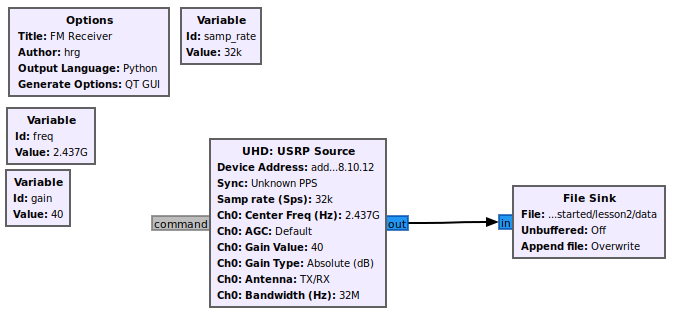 Options
Title: FM Receiver
Author: hrg
Output Language: Python
Generate Options: QT GUI
Variable
Id: samp_rate
Value: 32k
Variable
Id: freq
Value: 2.437G
Variable
Id: gain
Value: 40
UHD: USRP Source
Device Address: add...8.10.12
Sync: Unknown PPS
Samp rate (Sps): 32k
Ch0: Center Freq (Hz): 2.437G
Ch0: AGC: Default
Ch0: Gain Value: 40
Ch0: Gain Type: Absolute (dB)
Ch0: Antenna: TX/RX
Ch0: Bandwidth (Hz): 32M
command
out
in
File Sink
File: ...started/lesson2/data
Unbuffered: Off
Append file: Overwrite